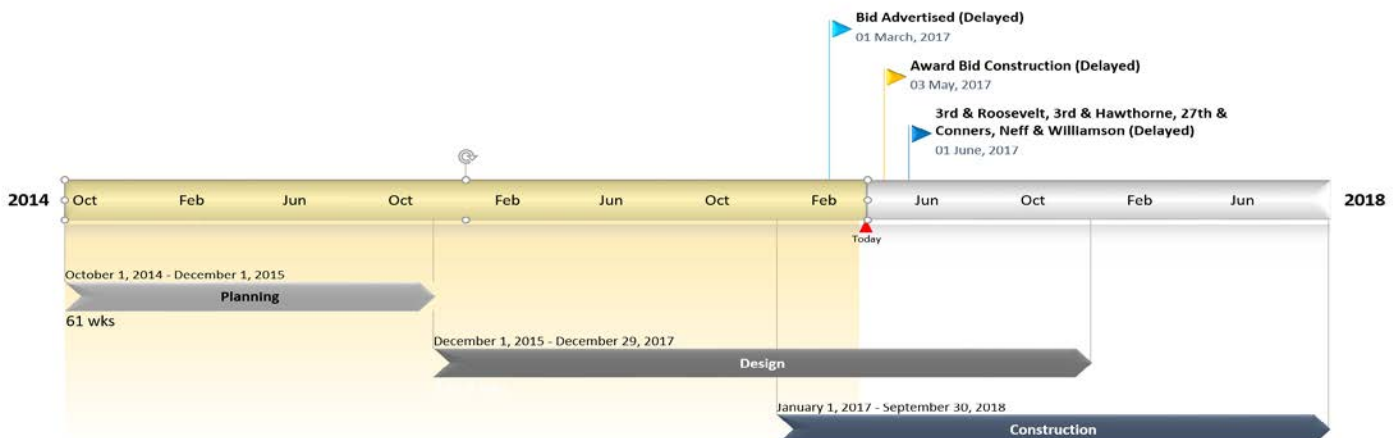 Bid Advertised (Delayed)
01 March, 2017
Award Bid Construction (Delayed)
03 May, 2017
3rd & Roosevelt, 3rd & Hawthorne, 27th &
Conners, Neff & Williamson (Delayed)
01 June, 2017
2014 Oct Feb Jun Oct Feb Jun Oct Feb Jun Oct Feb Jun 2018
Today
October 1, 2014 - December 1, 2015
Planning
61 wks
December 1, 2015 - December 29, 2017
Design
January 1, 2017 - September 30, 2018
Construction